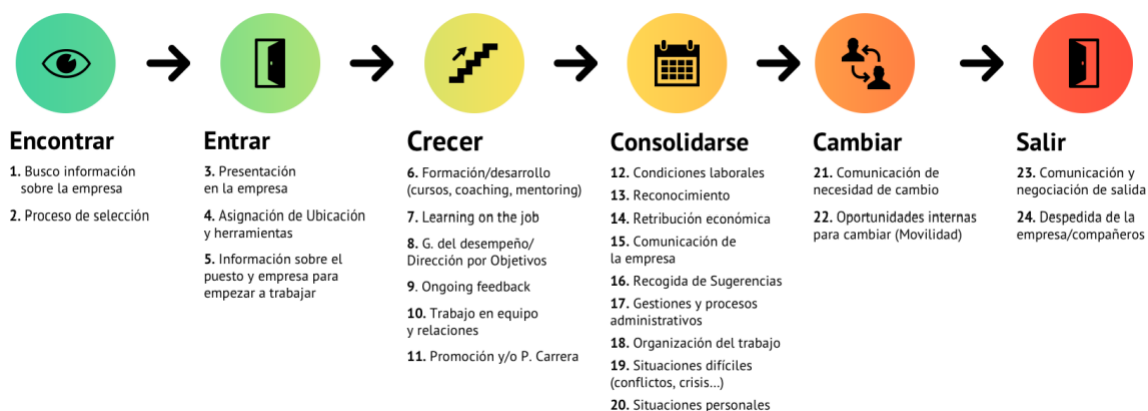 Encontrar
1. Busco información
sobre la empresa
2. Proceso de selección
Entrar
3. Presentación
en la empresa
4. Asignación de Ubicación
y herramientas
5. Información sobre el
puesto y empresa para
empezar a trabajar
Crecer
6. Formación/desarrollo
(cursos, coaching, mentoring)
7. Learning on the job
8. G. del desempeño/
Dirección por Objetivos
9. Ongoing feedback
10. Trabajo en equipo
y relaciones
11. Promoción y/o P. Carrera
Consolidarse
12. Condiciones laborales
13. Reconocimiento
14. Retribución económica
15. Comunicación de
la empresa
16. Recogida de Sugerencias
17. Gestiones y procesos
administrativos
18. Organización del trabajo
19. Situaciones difíciles
(conflictos, crisis...)
20. Situaciones personales
Cambiar
21. Comunicación de
necesidad de cambio
22. Oportunidades internas
para cambiar (Movilidad)
Salir
23. Comunicación y
negociación de salida
24. Despedida de la
empresa/compañeros